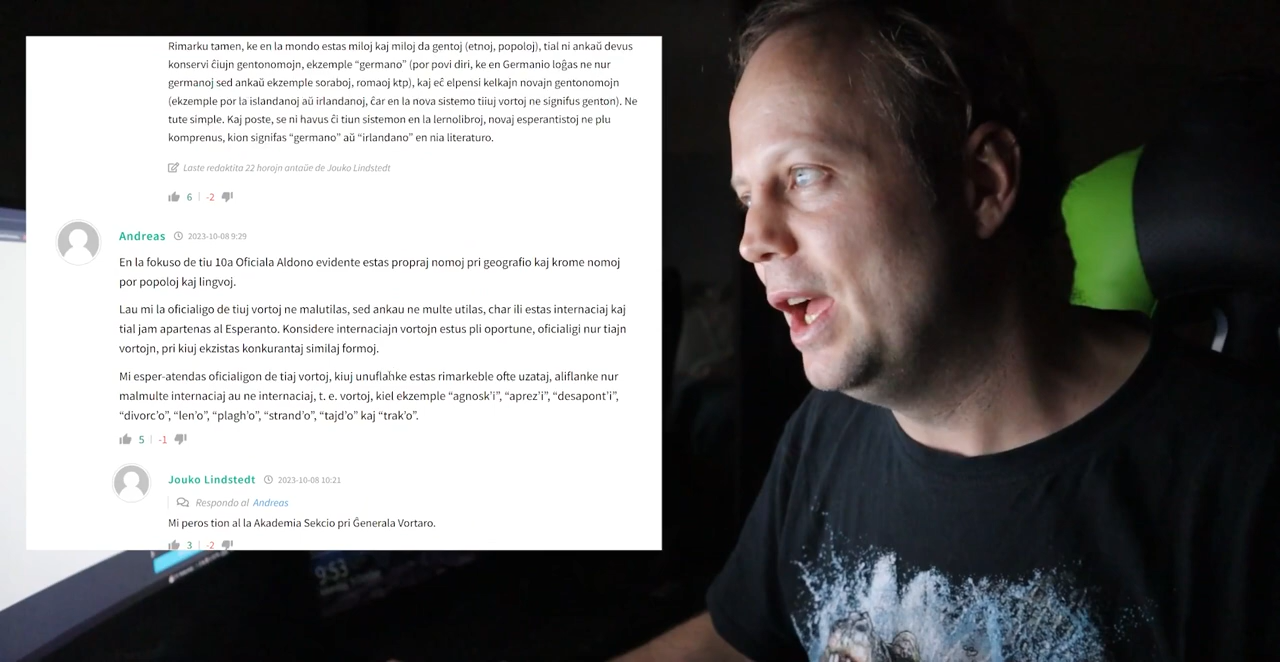 Rimarku tamen, ke en la mondo estas miloj kaj miloj da gentoj (etnoj, popoloj), tial ni ankaŭ devus
konservi ĉiujn gentonomojn, ekzemple “germano” (por povi diri, ke en Germanio loĝas ne nur
germanoj sed ankaŭ ekzemple soraboj, romaoj ktp), kaj eĉ elpensi kelkajn novajn gentonomojn
(ekzemple por la islandanoj aŭ irlandanoj, ĉar en la nova sistemo tiiuj vortoj ne signifus genton). Ne
tute simple. Kaj poste, se ni havus ĉi tiun sistemon en la lernolibroj, novaj esperantistoj ne plu
komprenus, kion signifas “germano” aŭ “irlandano” en nia literaturo.
Laste redaktita 22 horojn antaŭe de Jouko Lindstedt
6 | -2
Andreas 2023-10-08 9:29
En la fokuso de tiu 10a Oficiala Aldono evidente estas propraj nomoj pri geografio kaj krome nomoj
por popoloj kaj lingvoj.
Lau mi la oficialigo de tiuj vortoj ne malutilas, sed ankau ne multe utilas, char ili estas internaciaj kaj
tial jam apartenas al Esperanto. Konsidere internaciajn vortojn estus pli oportune, oficialigi nur tiajn
vortojn, pri kiuj ekzistas konkurantaj similaj formoj.
Mi esper-atendas oficialigon de tiaj vortoj, kiuj unuflahke estas rimarkeble ofte uzataj, aliflanke nur
malmulte internaciaj au ne internaciaj, t. e. vortoj, kiel ekzemple “agnosk’i”, “aprez’i”, “desapont’i”,
“divorc’o”, “len’o”, “plagh’o”, “strand’o”, “tajd’o” kaj “trak’o”.
5 | -1
Jouko Lindstedt 2023-10-08 10:21
Respondo al Andreas
Mi peros tion al la Akademia Sekcio pri Ĝenerala Vortaro.
3 | -2
9:53